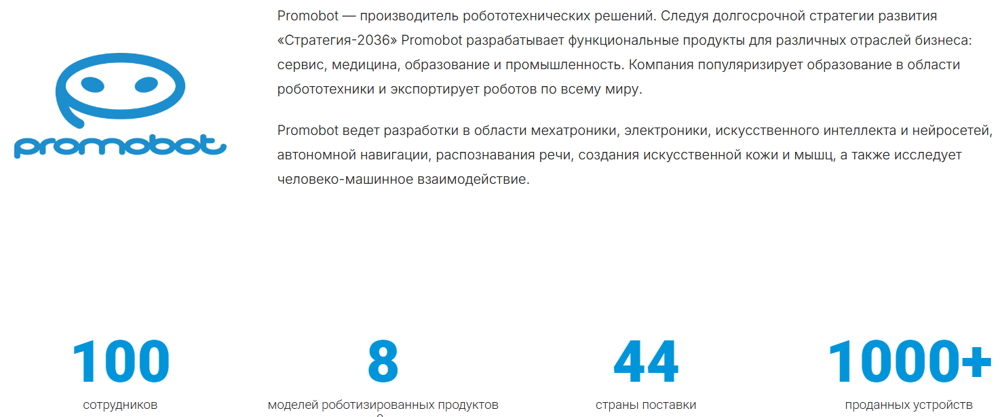 Promobot — производитель робототехнических решений. Следуя долгосрочной стратегии развития
«Стратегия-2036» Promobot разрабатывает функциональные продукты для различных отраслей бизнеса:
сервис, медицина, образование и промышленность. Компания популяризирует образование в области
робототехники и экспортирует роботов по всему миру.
Promobot ведет разработки в области мехатроники, электроники, искусственного интеллекта и нейросетей,
автономной навигации, распознавания речи, создания искусственной кожи и мышц, а также исследует
человеко-машинное взаимодействие.
promobot
100
сотрудников
8
моделей роботизированных продуктов
44
страны поставки
1000+
проданных устройств